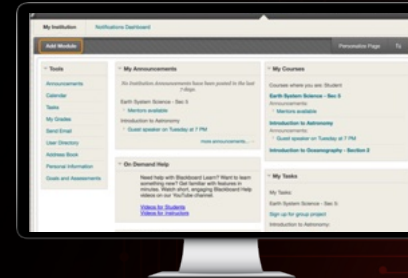 My Institution
Notifications Dashboard
Add Module
Personalize Page
Tools
Announcements
Calendar
Tasks
My Grades
Send Email
User Directory
Address Book
Personal Information
Goals and Assessments
My Announcements
No Institution Announcements have been posted in the last
7 days.
Earth System Science - Sec 5
Mentors available
Introduction to Astronomy
Guest speaker on Tuesday at 7 PM
more announcements...
On Demand Help
Need help with Blackboard Learn? Want to learn
something new? Get familiar with features in
minutes. Watch short, engaging Blackboard Help
videos on our YouTube channel.
Videos for Students
Videos for Instructors
My Courses
Courses where you are: Student
Earth System Science - Sec 5
Announcements:
Mentors available
Introduction to Astronomy
Announcements:
Guest speaker on Tuesday at 7 PM
Introduction to Oceanography - Section 2
My Tasks
My Tasks:
Earth System Science - Sec 5:
Sign up for group project
Introduction to Astronomy: